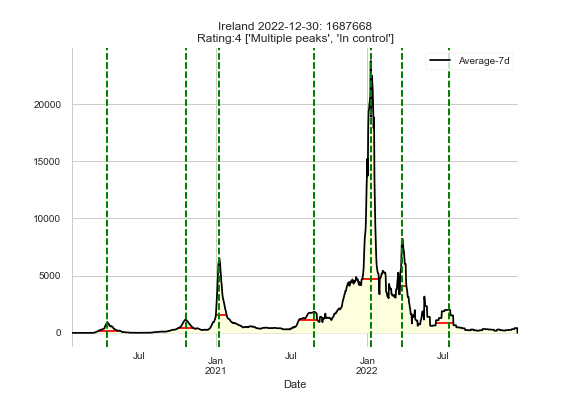 Ireland 2022-12-30: 1687668
Rating:4 ['Multiple peaks', 'In control']
Average-7d
20000
15000
10000
5000
0
Jul
Jan
2021
Jul
Jan
2022
Jul
Date